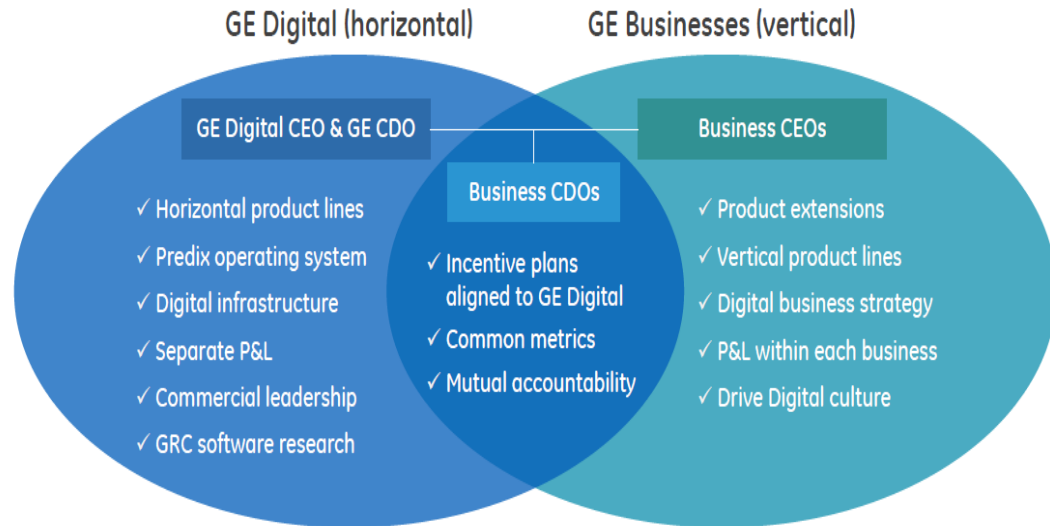 GE Digital (horizontal)
GE Businesses (vertical)
GE Digital CEO & GE CDO
✓ Horizontal product lines
✓ Predix operating system
✓ Digital infrastructure
✓ Separate P&L
✓ Commercial leadership
✓ GRC software research
Business CDOs
✓ Incentive plans
aligned to GE Digital
✓ Common metrics
✓ Mutual accountability
Business CEOs
✓ Product extensions
✓ Vertical product lines
✓ Digital business strategy
✓ P&L within each business
✓ Drive Digital culture